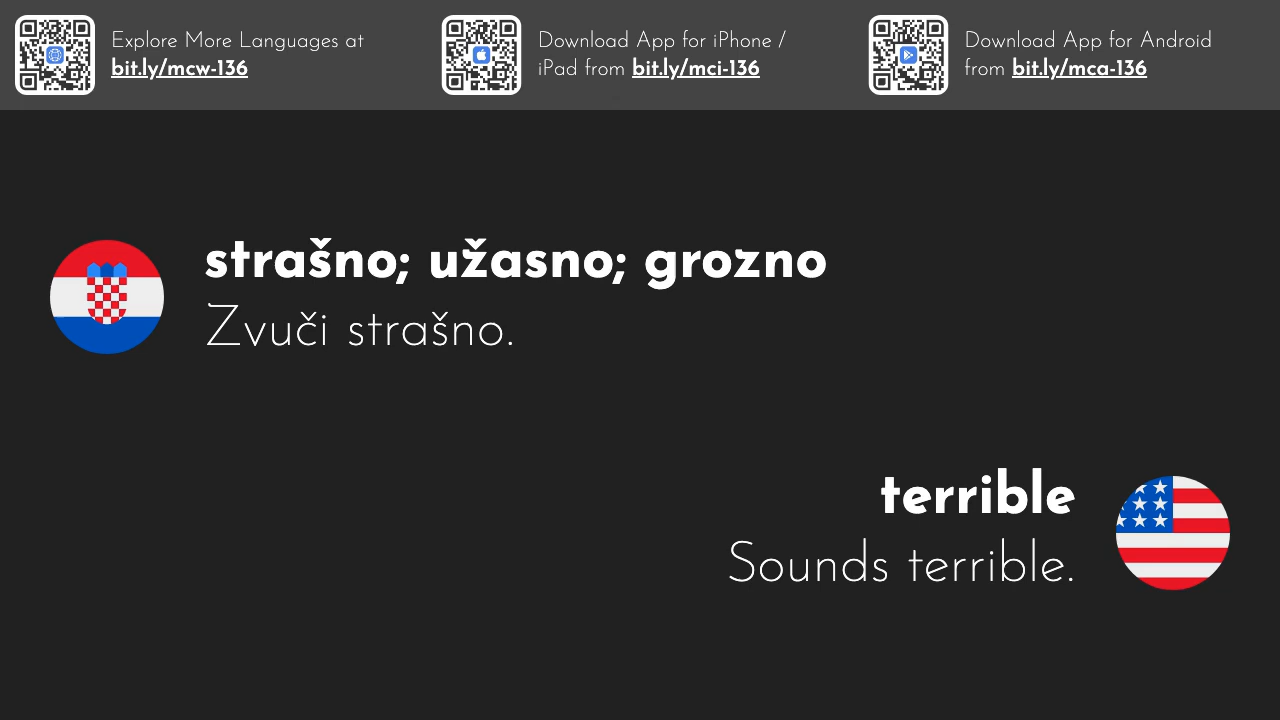 Explore More Languages at
bit.ly/mcw-136
Download App for iPhone /
iPad from bit.ly/mci-136
Download App for Android
from bit.ly/mca-136
strašno; užasno; grozno
Zvuči strašno.
terrible
Sounds terrible.